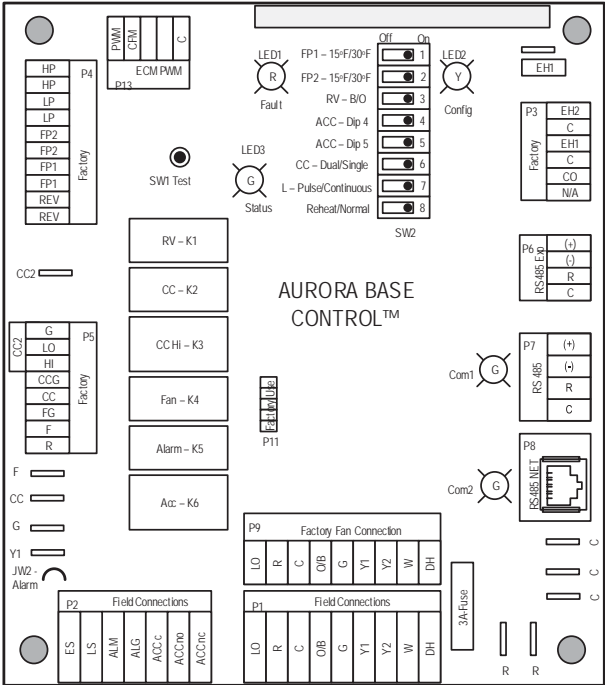 PWM
CFM
C
P13
ECM PWM
LED1
R
Fault
Off
On
FP1 – 15ºF/30ºF
1
FP2 – 15ºF/30ºF
2
RV – B/O
3
ACC – Dip 4
4
ACC – Dip 5
5
CC – Dual/Single
6
L – Pulse/Continuous
7
Reheat/Normal
8
SW2
LED2
Y
Config
EH1
P4
HP
HP
LP
LP
FP2
FP2
FP1
FP1
REV
REV
Factory
SW1 Test
LED3
G
Status
P3
Factory
EH2
C
EH1
C
CO
N/A
RV – K1
CC – K2
CC Hi – K3
Fan – K4
Alarm – K5
Acc – K6
AURORA BASE
CONTROL™
P6
RS485 Exp
(+)
(-)
R
C
CC2
CC2
P5
G
LO
HI
CCG
CC
FG
F
R
Factory
Factory Use
P11
Com1
G
P7
RS 485
(+)
(-)
R
C
Com2
G
P8
RS485 NET
F
CC
G
Y1
JW2 -
Alarm
P9
Factory Fan Connection
LO
R
C
O/B
G
Y1
Y2
W
DH
P2
Field Connections
ES
LS
ALM
ALG
ACC c
ACC no
ACC nc
P1
Field Connections
LO
R
C
O/B
G
Y1
Y2
W
DH
3A-Fuse
C
C
C
R
R